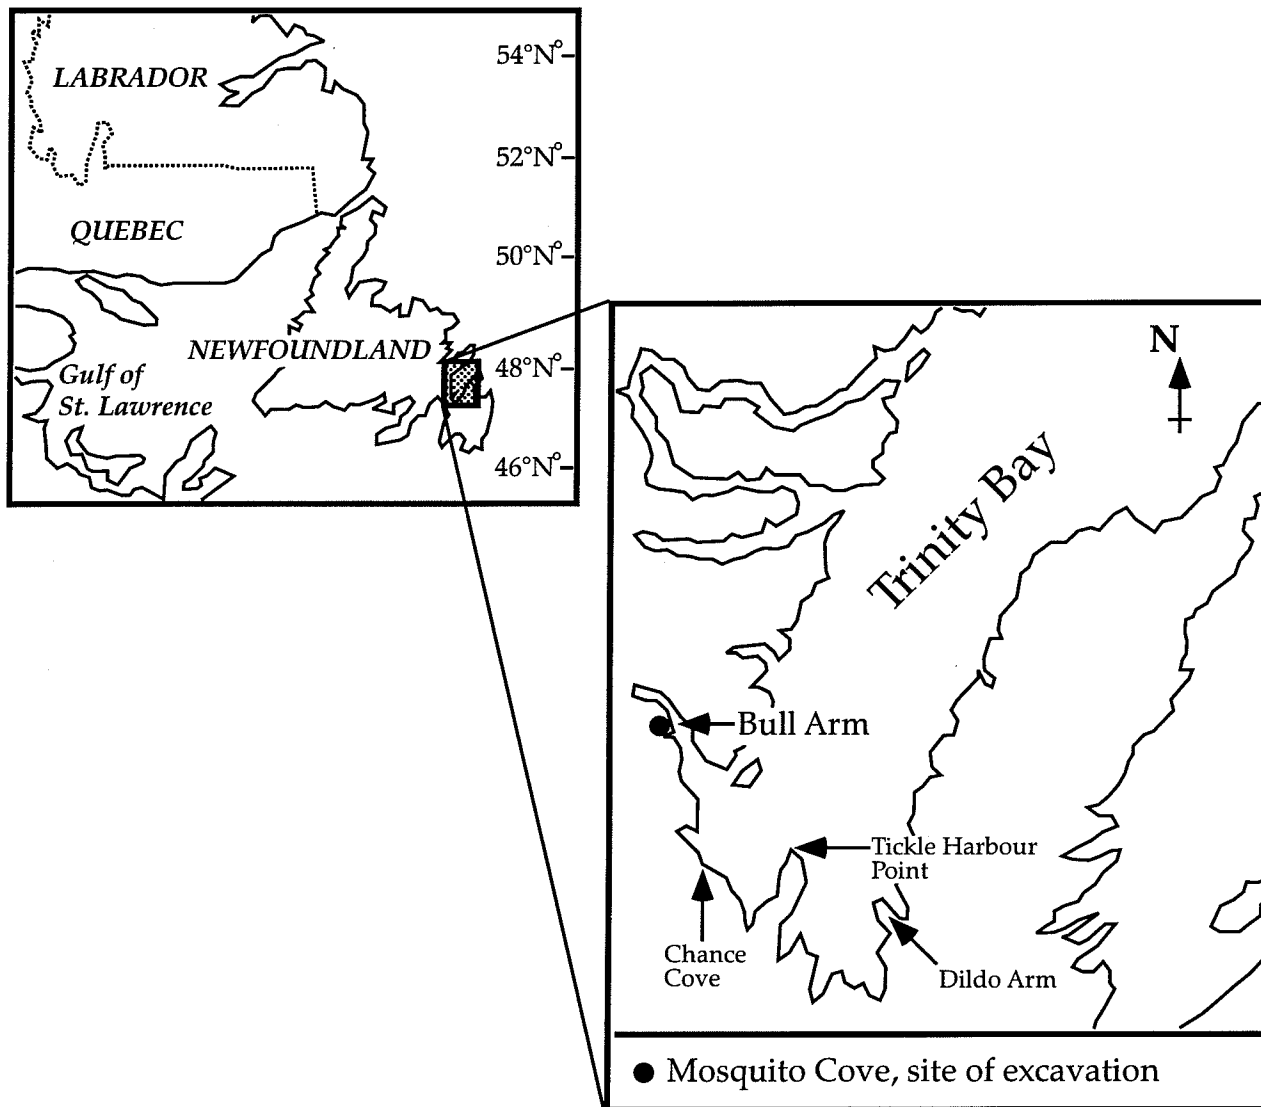 LABRADOR
QUEBEC
NEWFOUNDLAND
Gulf of
St. Lawrence
54°N°
52°N°
50°N°
48°N°
46°N°
N
Trinity Bay
Bull Arm
Tickle Harbour
Point
Chance
Cove
Dildo Arm
Mosquito Cove, site of excavation